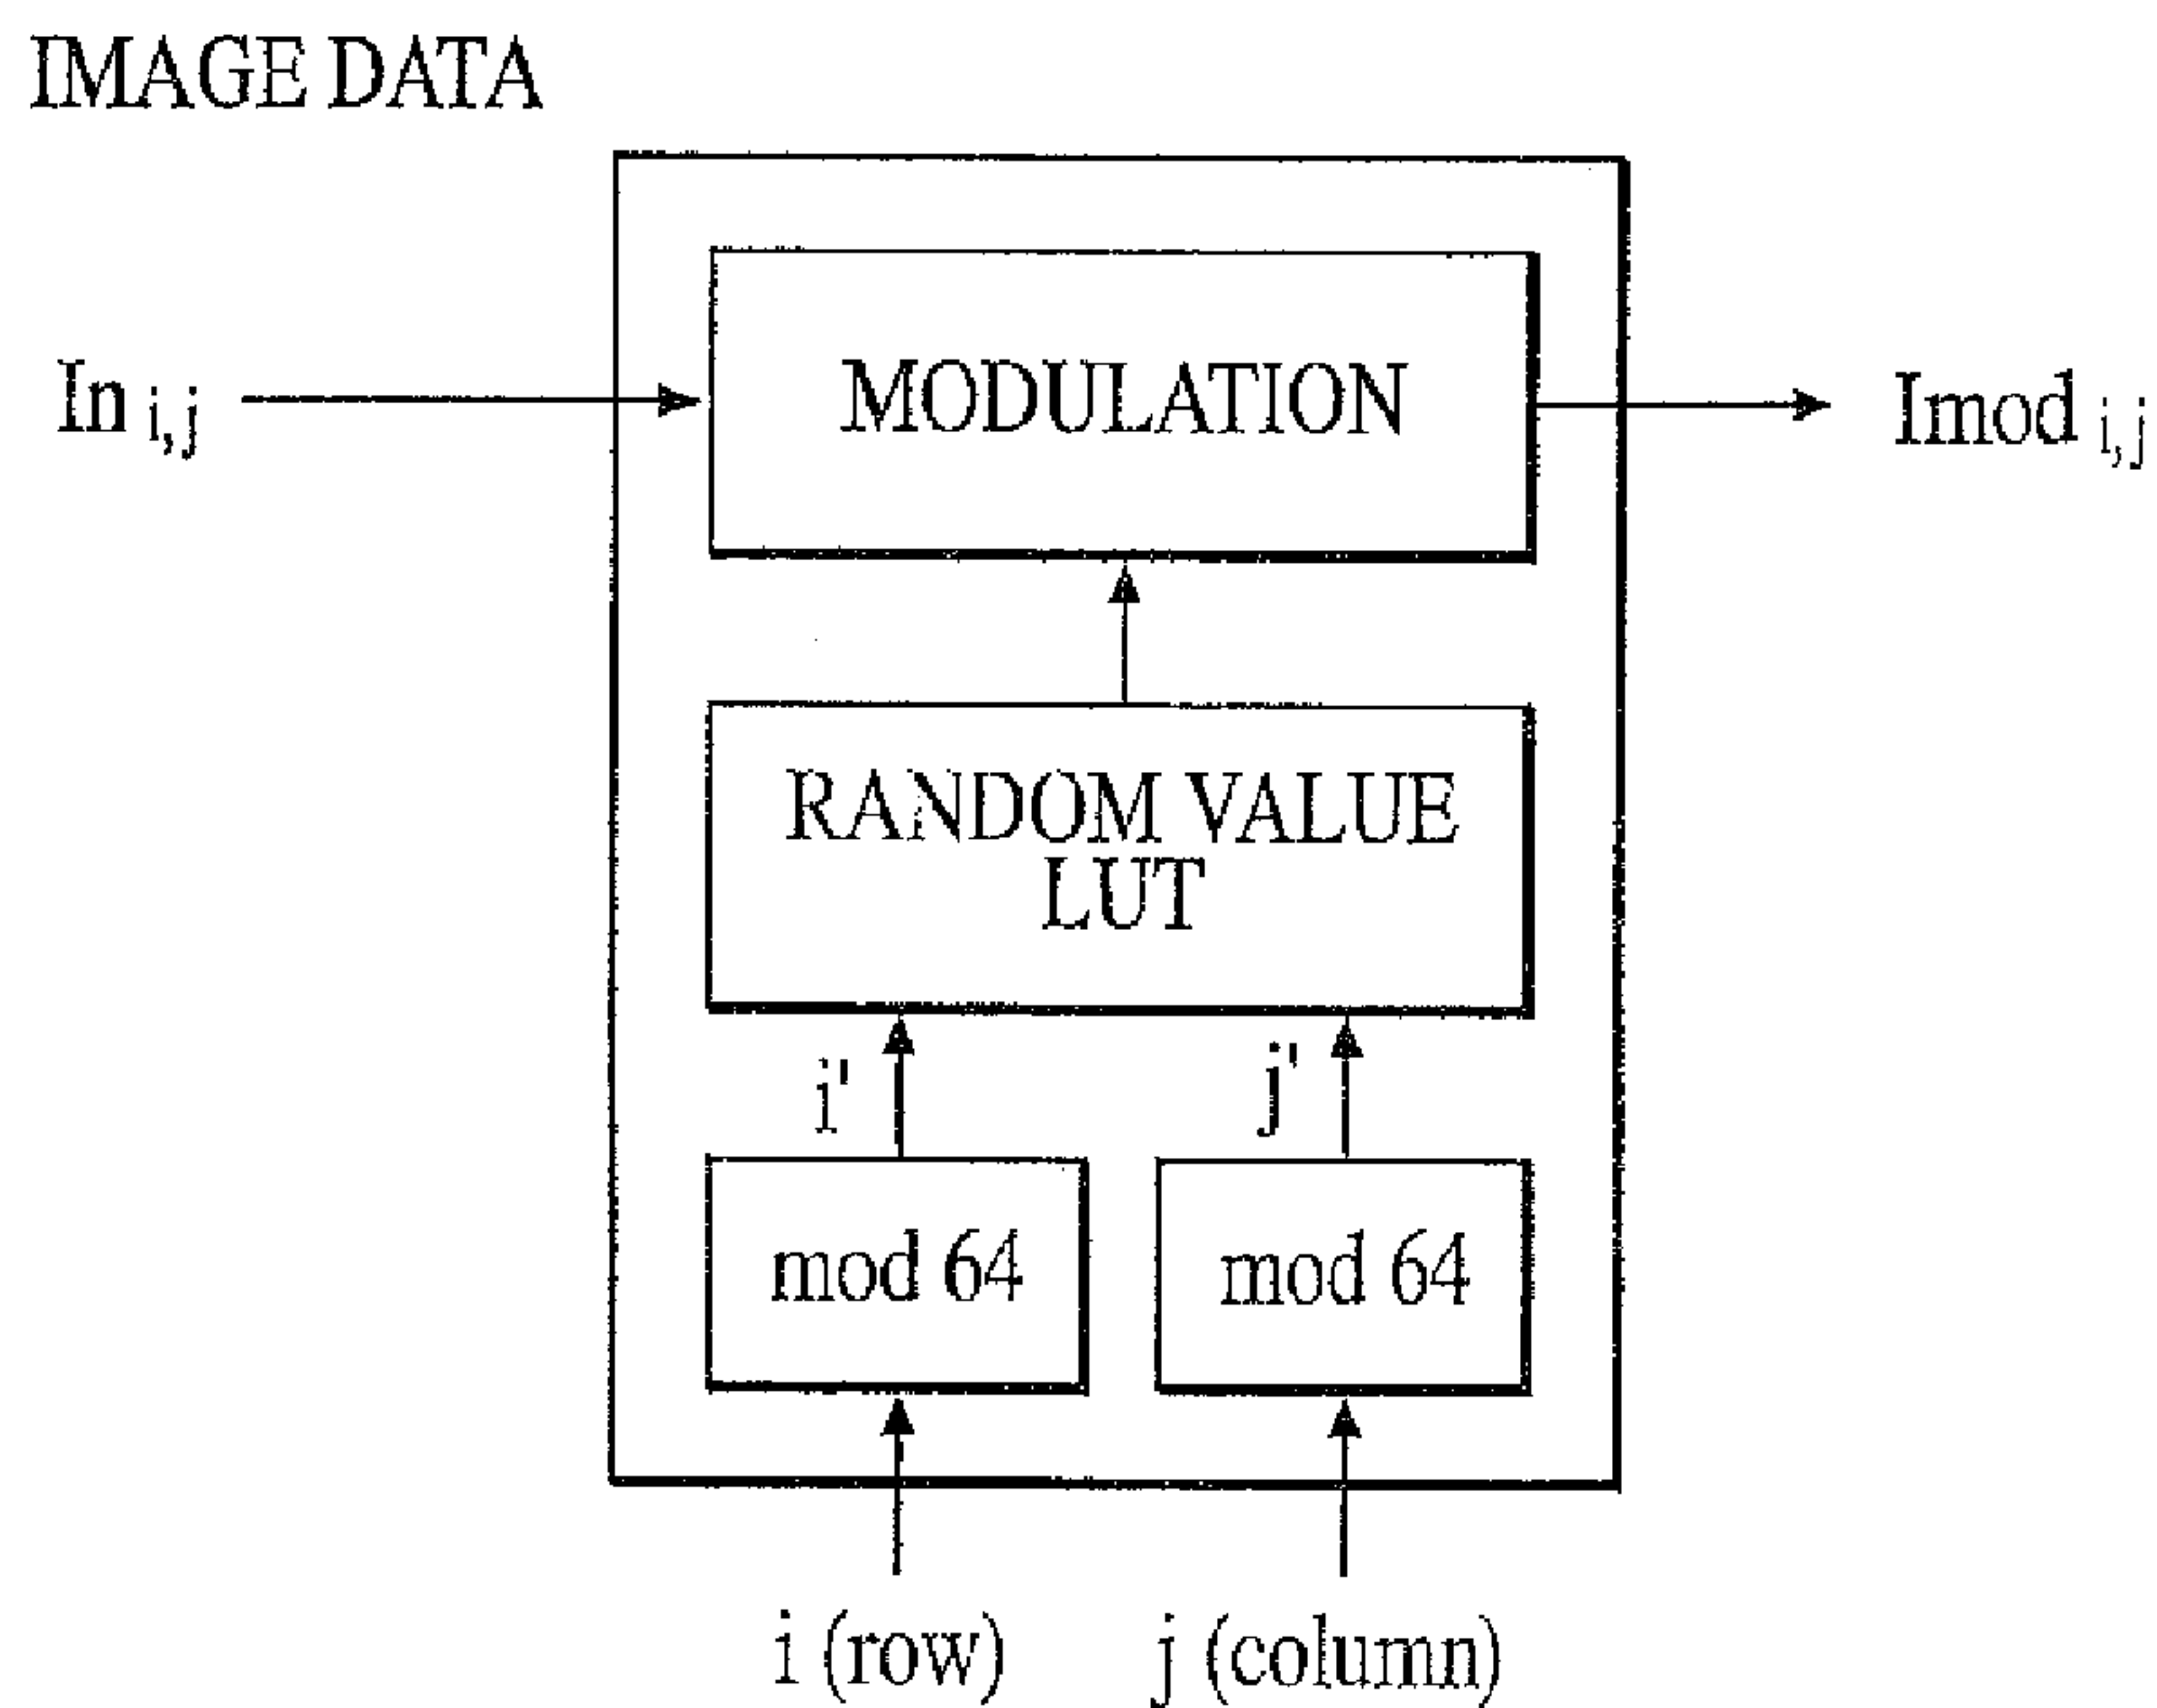 IMAGE DATA
In i,j
MODULATION
Imod i,j
RANDOM VALUE
LUT
i'
j'
mod 64
mod 64
i (row)
j (column)